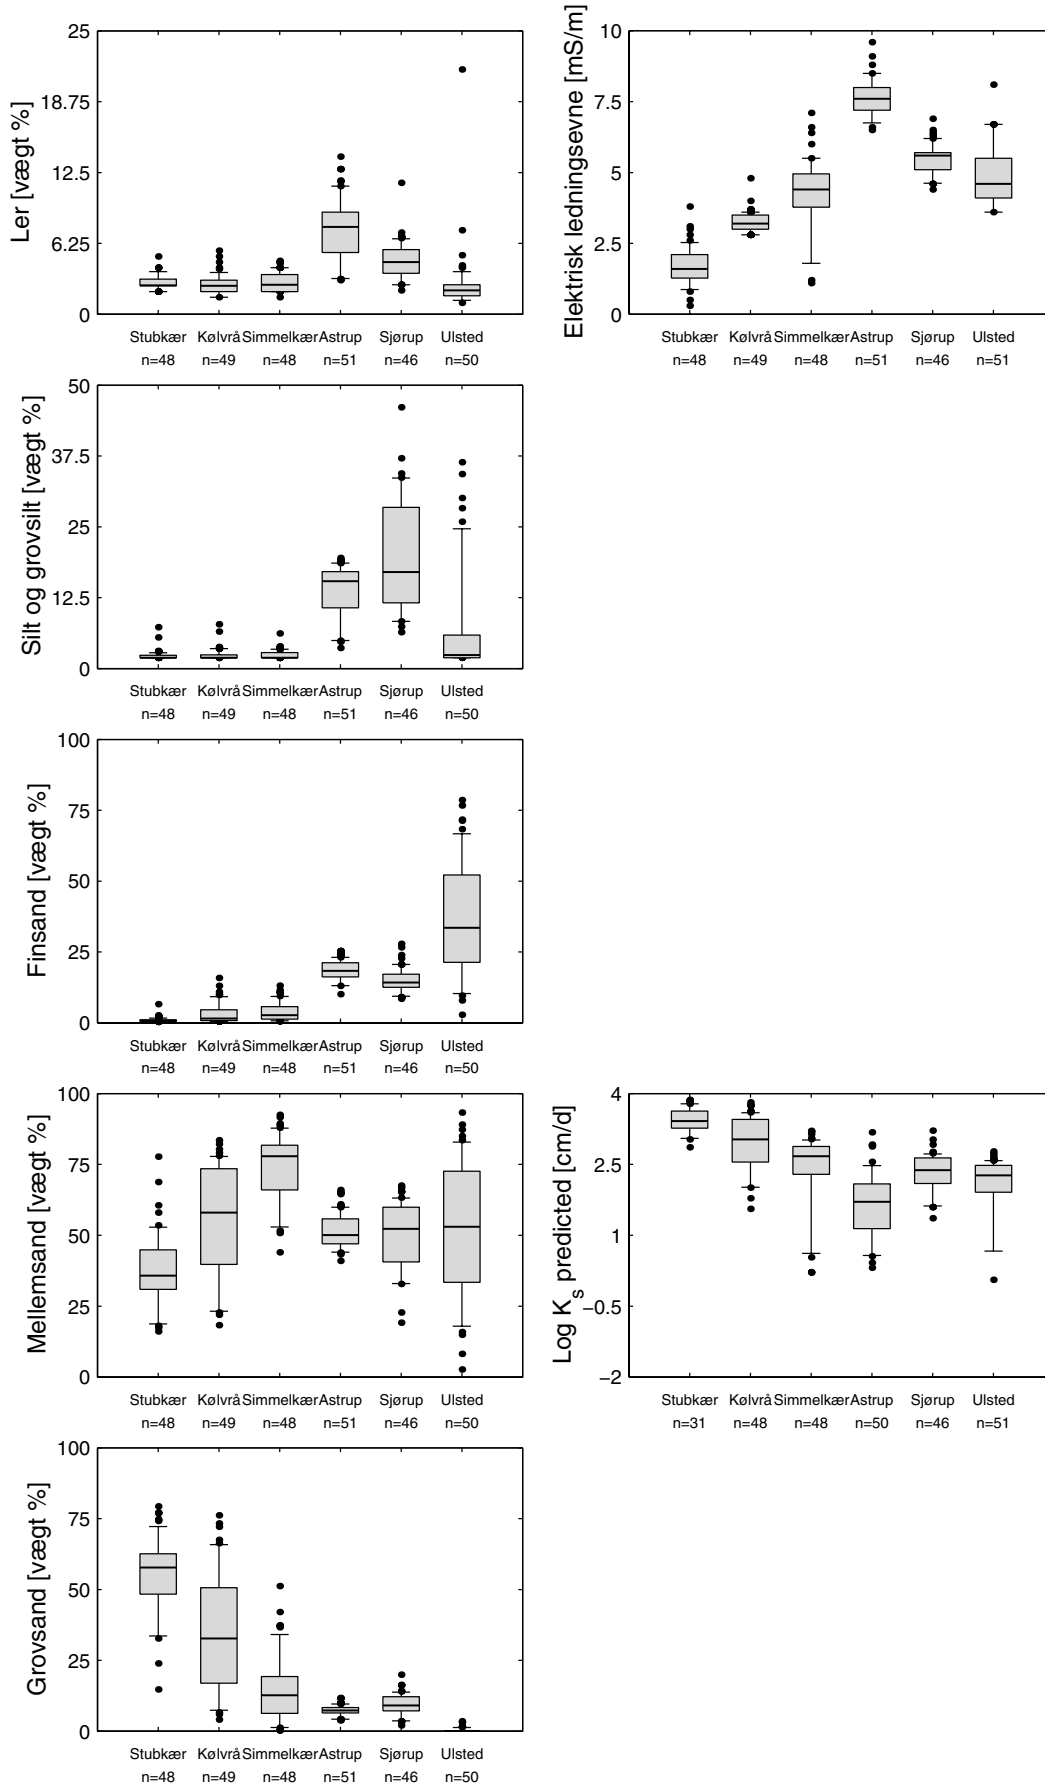 Ler [vægt %]
25
18.75
12.5
6.25
0
Stubkær Kølvrå Simmelkær Astrup Sjørup Ulsted
n=48 n=49 n=48 n=51 n=46 n=50
Elektrisk ledningsevne [mS/m]
10
7.5
5
2.5
0
Stubkær Kølvrå Simmelkær Astrup Sjørup Ulsted
n=48 n=49 n=48 n=51 n=46 n=51
Silt og grovsilt [vægt %]
50
37.5
25
12.5
0
Stubkær Kølvrå Simmelkær Astrup Sjørup Ulsted
n=48 n=49 n=48 n=51 n=46 n=50
Finsand [vægt %]
100
75
50
25
0
Stubkær Kølvrå Simmelkær Astrup Sjørup Ulsted
n=48 n=49 n=48 n=51 n=46 n=50
Mellemsand [vægt %]
100
75
50
25
0
Stubkær Kølvrå Simmelkær Astrup Sjørup Ulsted
n=48 n=49 n=48 n=51 n=46 n=50
Log K_s predicted [cm/d]
4
2.5
1
−0.5
−2
Stubkær Kølvrå Simmelkær Astrup Sjørup Ulsted
n=31 n=48 n=48 n=50 n=46 n=51
Grovsand [vægt %]
100
75
50
25
0
Stubkær Kølvrå Simmelkær Astrup Sjørup Ulsted
n=48 n=49 n=48 n=51 n=46 n=50